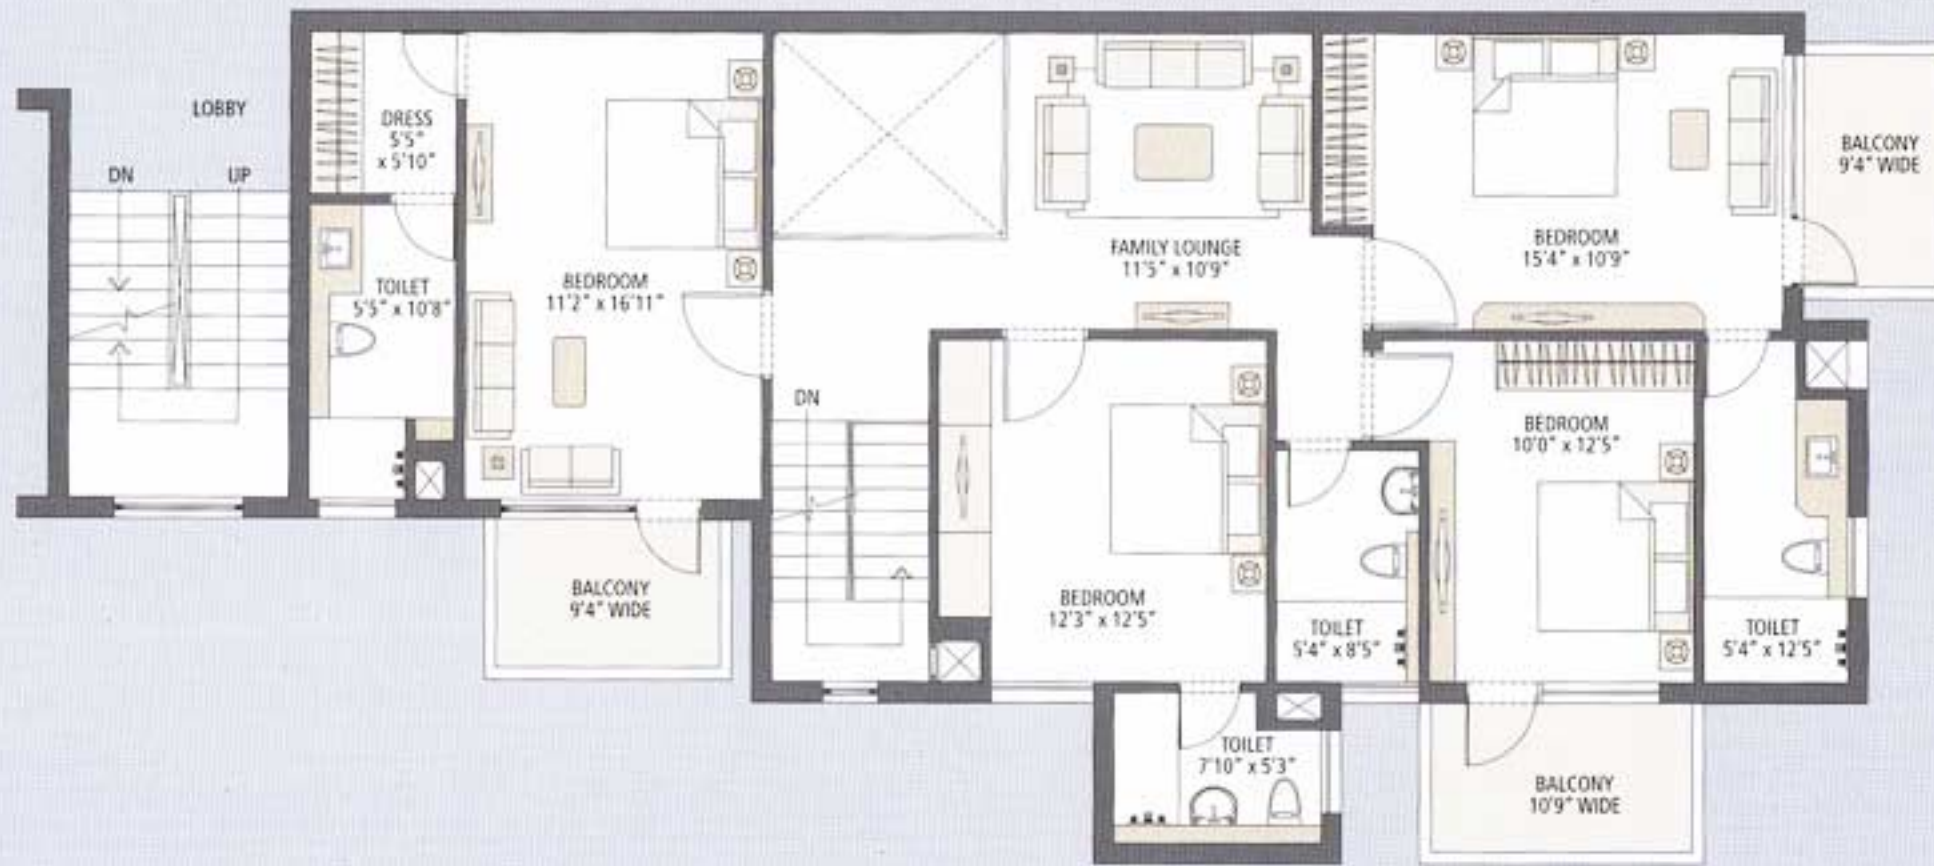 LOBBY
DN
UP
DRESS
5'5"
x 5'10"
TOILET
5'5" x 10'8"
BEDROOM
11'2" x 16'11"
BALCONY
9'4" WIDE
DN
FAMILY LOUNGE
11'5" x 10'9"
BEDROOM
15'4" x 10'9"
BALCONY
9'4" WIDE
BEDROOM
12'3" x 12'5"
TOILET
5'4" x 8'5"
BEDROOM
10'0" x 12'5"
TOILET
5'4" x 12'5"
TOILET
7'10" x 5'3"
BALCONY
10'9" WIDE